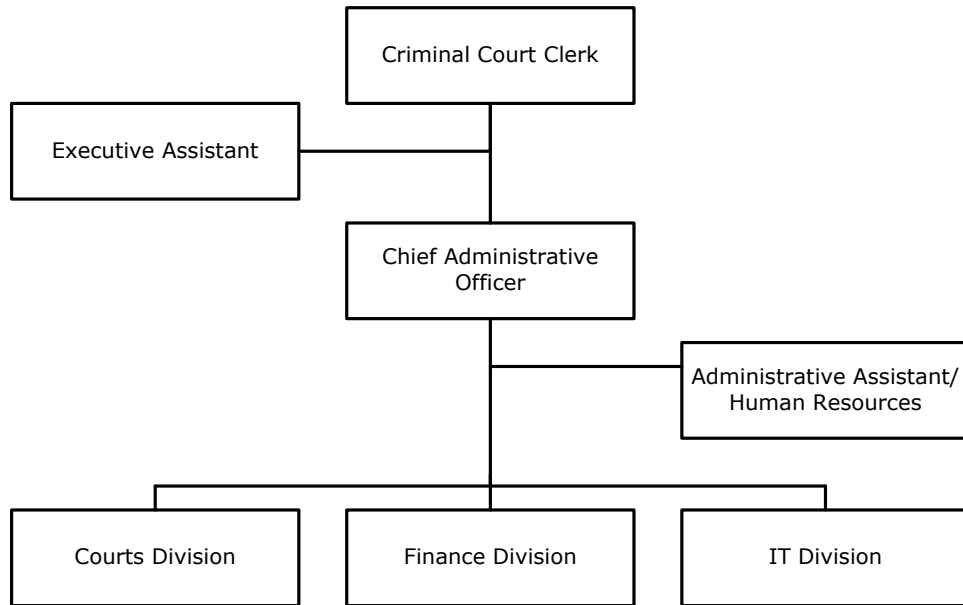 Criminal Court Clerk
Executive Assistant
Chief Administrative
Officer
Administrative Assistant/
Human Resources
Courts Division
Finance Division
IT Division